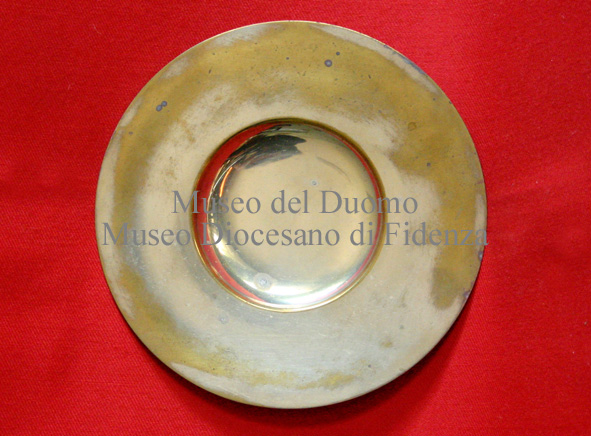 Museo del Duomo
Museo Diocesano di Fidenza